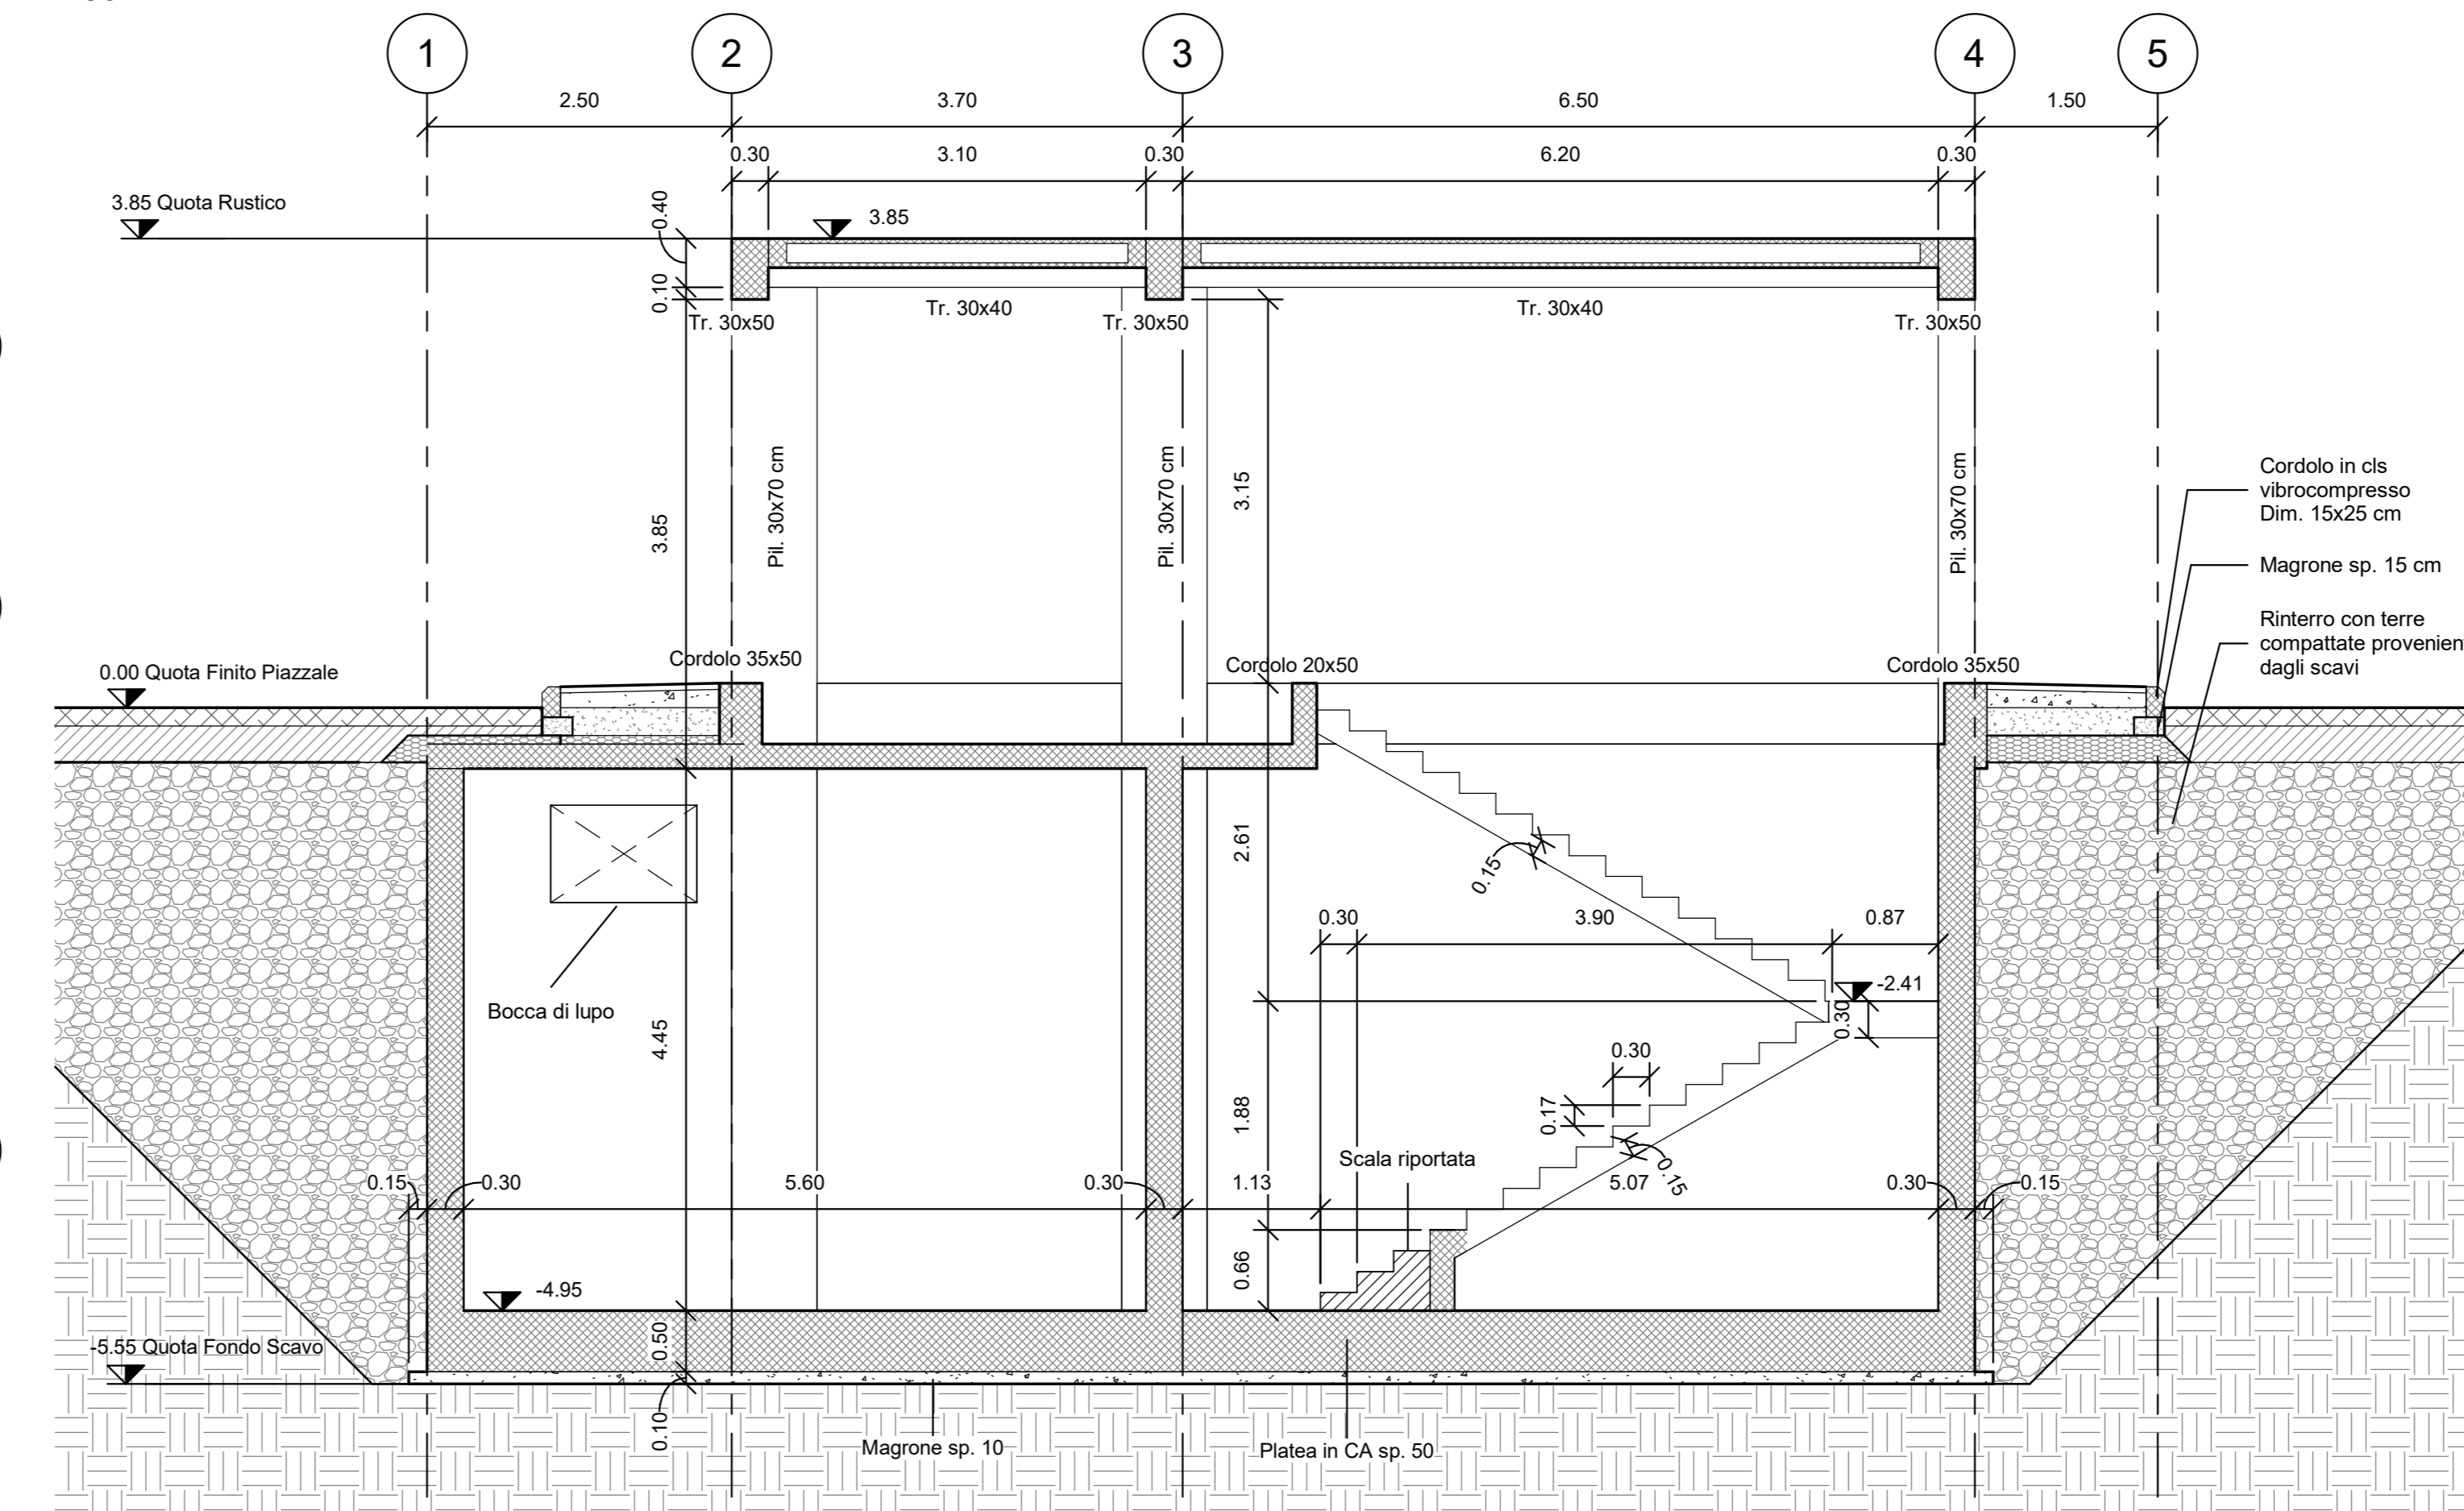 1
2
3
4
5
2.50
3.70
6.50
1.50
0.30
3.10
0.30
6.20
0.30
3.85 Quota Rustico
0.40
3.85
0.10
Tr. 30x50
Tr. 30x40
Tr. 30x50
Tr. 30x40
Tr. 30x50
Pil. 30x70 cm
Pil. 30x70 cm
Pil. 30x70 cm
3.85
3.15
Cordolo in cls
vibrocompresso
Dim. 15x25 cm
Magrone sp. 15 cm
Rinterro con terre
compattate provenient
dagli scavi
0.00 Quota Finito Piazzale
Cordolo 35x50
Cordolo 20x50
Cordolo 35x50
2.61
0.15
0.30
3.90
0.87
-2.41
0.30
Bocca di lupo
4.45
0.30
0.17
1.88
Scala riportata
0.15
0.15
0.30
5.60
0.30
1.13
5.07
0.30
0.15
0.66
-4.95
-5.55 Quota Fondo Scavo
0.50
0.10
Magrone sp. 10
Platea in CA sp. 50